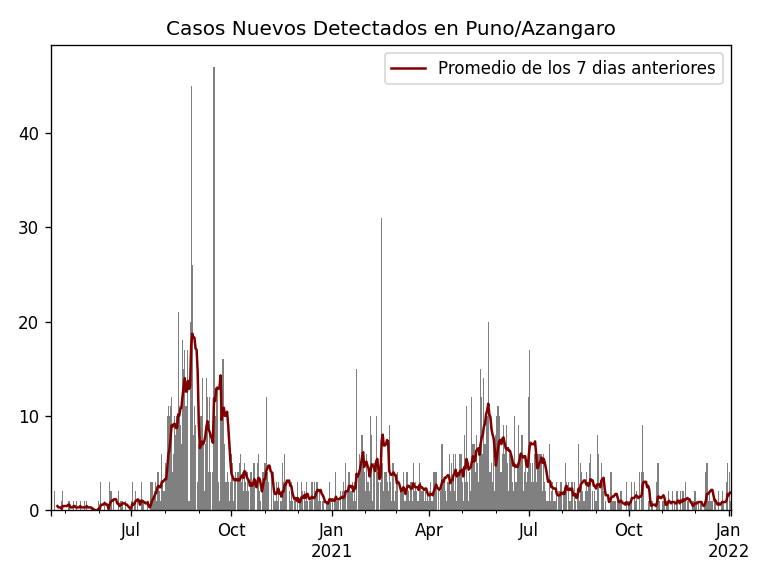 Casos Nuevos Detectados en Puno/Azangaro
Promedio de los 7 dias anteriores
40
30
20
10
0
Jul Oct Jan Apr Jul Oct Jan
2021 2022